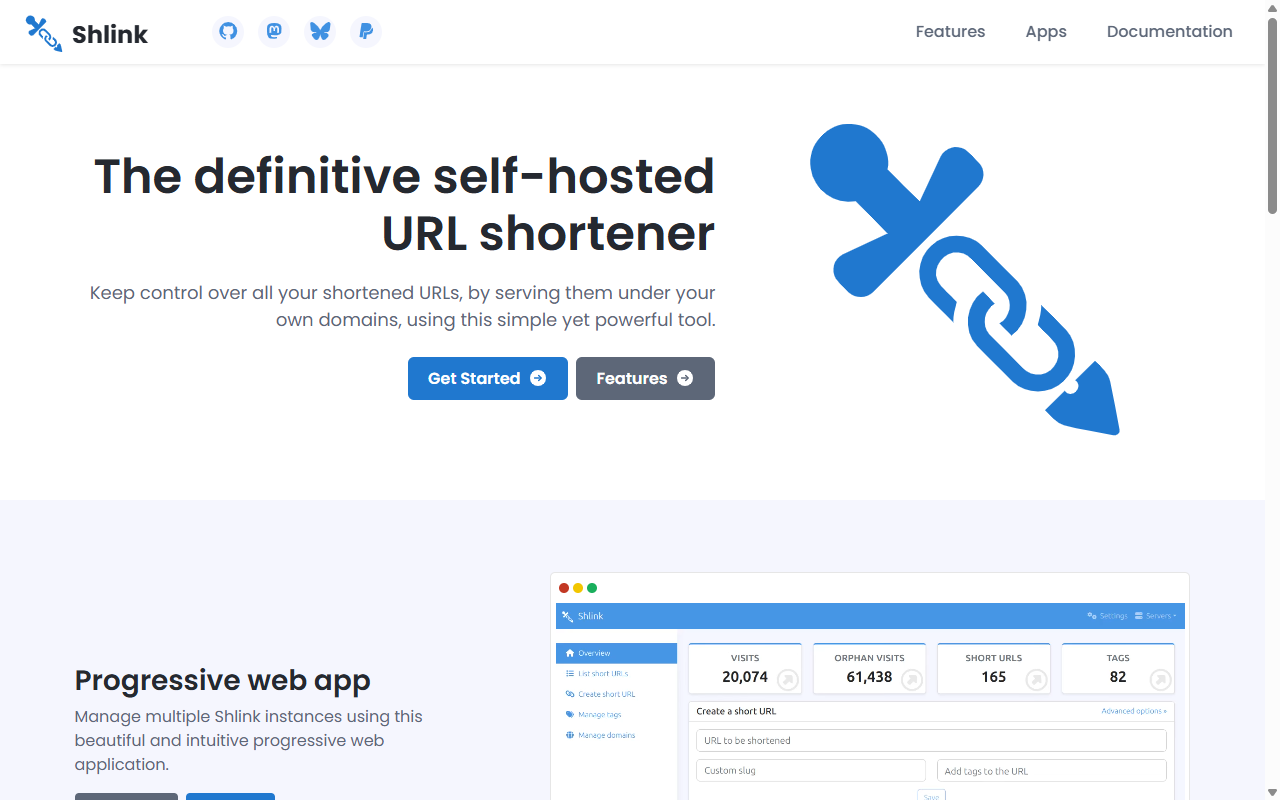 Shlink
Features
Apps
Documentation
The definitive self-hosted
URL shortener
Keep control over all your shortened URLs, by serving them under your
own domains, using this simple yet powerful tool.
Get Started
Features
Progressive web app
Manage multiple Shlink instances using this
beautiful and intuitive progressive web
application.
Shlink
Settings
Servers
Overview
List short URLs
Create short URL
Manage tags
Manage domains
VISITS
20,074
ORPHAN VISITS
61,438
SHORT URLS
165
TAGS
82
Create a short URL
Advanced options »
URL to be shortened
Custom slug
Add tags to the URL
Save